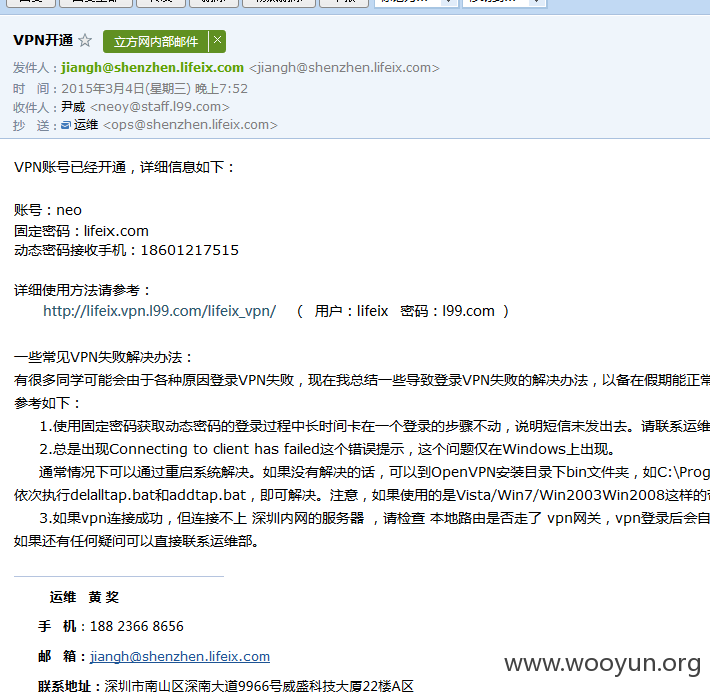 VPN开通 ☆ 立方网内部邮件 ×
发件人：jiangh@shenzhen.lifeix.com <jiangh@shenzhen.lifeix.com>
时 间：2015年3月4日(星期三) 晚上7:52
收件人：尹威 <neoy@staff.l99.com>
抄 送：运维 <ops@shenzhen.lifeix.com>
VPN账号已经开通，详细信息如下：
账号：neo
固定密码：lifeix.com
动态密码接收手机：18601217515
详细使用方法请参考：
http://lifeix.vpn.l99.com/lifeix_vpn/ （ 用户：lifeix 密码：l99.com ）
一些常见VPN失败解决办法：
有很多同学可能会由于各种原因登录VPN失败，现在我总结一些导致登录VPN失败的解决办法，以备在假期能正常
参考如下：
1.使用固定密码获取动态密码的登录过程中长时间卡在一个登录的步骤不动，说明短信未发出去。请联系运维
2.总是出现Connecting to client has failed这个错误提示，这个问题仅在Windows上出现。
通常情况下可以通过重启系统解决。如果没有解决的话，可以到OpenVPN安装目录下bin文件夹，如C:\Prog
依次执行delalltap.bat和addtap.bat，即可解决。注意，如果使用的是Vista/Win7/Win2003Win2008这样的
3.如果vpn连接成功，但连接不上 深圳内网的服务器 ，请检查 本地路由是否走了 vpn网关，vpn登录后会自
如果还有任何疑问可以直接联系运维部。
运维 黄 奖
手 机：188 2366 8656
邮 箱：jiangh@shenzhen.lifeix.com
联系地址：深圳市南山区深南大道9966号威盛科技大厦22楼A区
www.wooyun.org